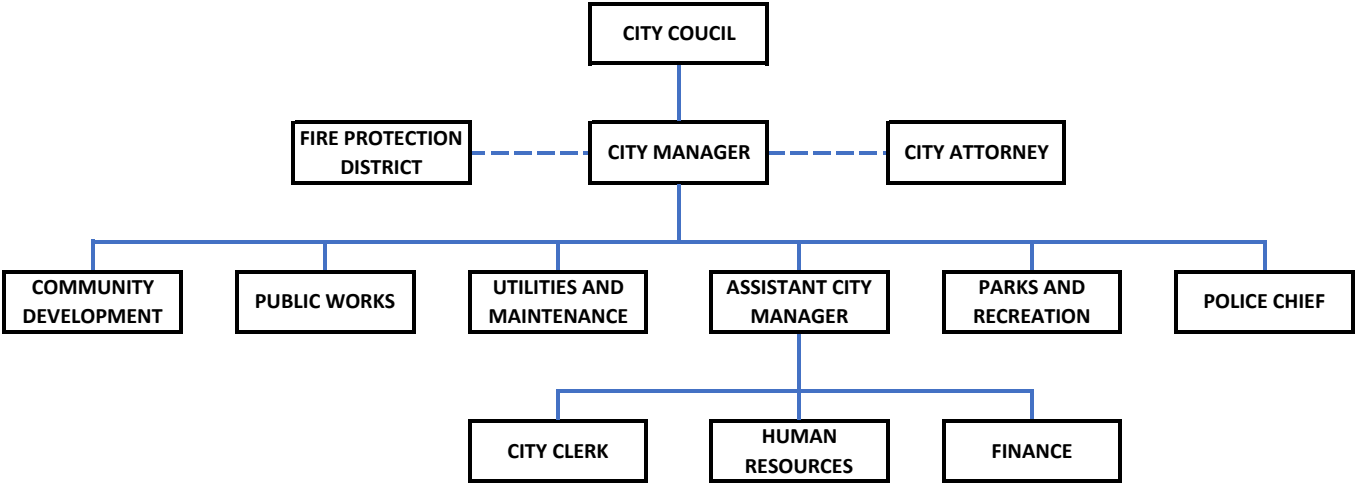 CITY COUCIL
FIRE PROTECTION
DISTRICT
CITY MANAGER
CITY ATTORNEY
COMMUNITY
DEVELOPMENT
PUBLIC WORKS
UTILITIES AND
MAINTENANCE
ASSISTANT CITY
MANAGER
PARKS AND
RECREATION
POLICE CHIEF
CITY CLERK
HUMAN
RESOURCES
FINANCE